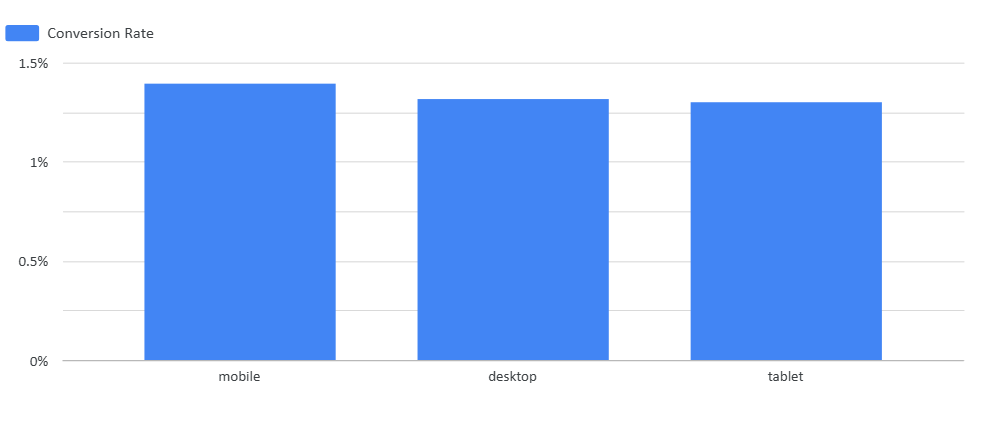 Conversion Rate
1.5%
1%
0.5%
0%
mobile desktop tablet